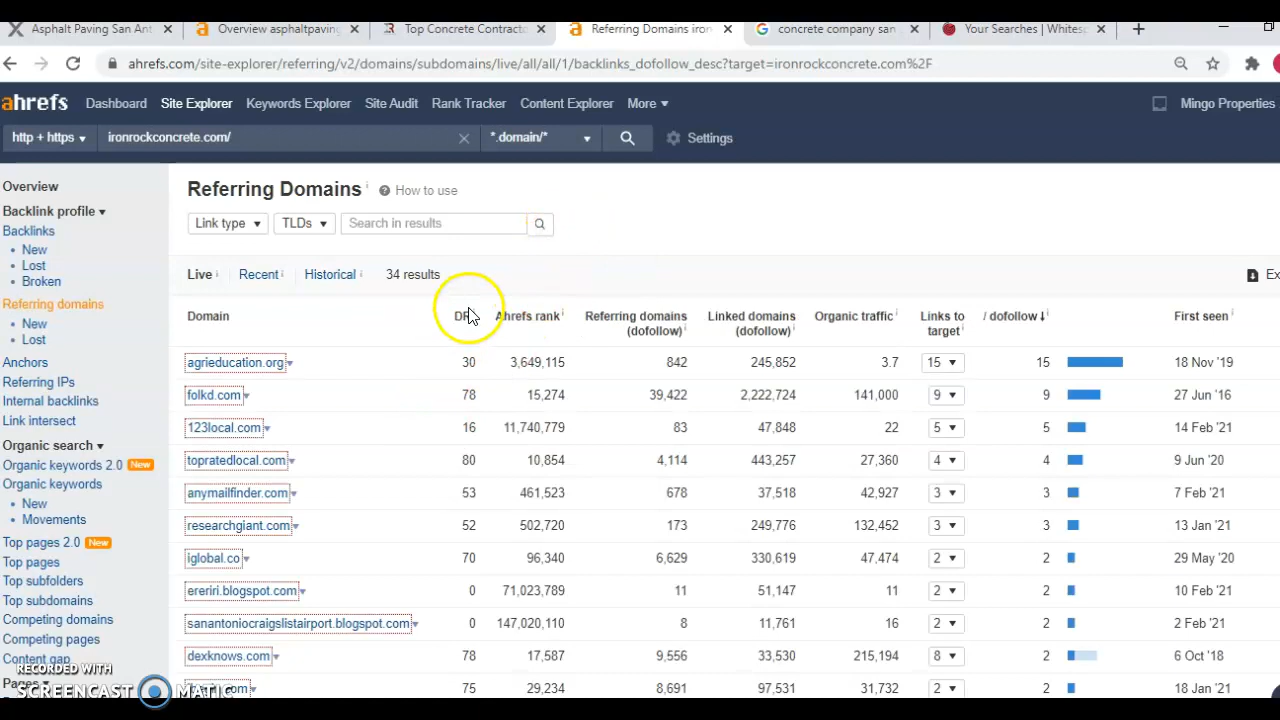 Asphalt Paving San Ant × Overview asphaltpaving × Top Concrete Contracto × Referring Domains iron × concrete company san × Your Searches | Whitesp × +
ahrefs.com/site-explorer/referring/v2/domains/subdomains/live/all/all/1/backlinks_dofollow_desc?target=ironrockconcrete.com%2F
ahrefs Dashboard Site Explorer Keywords Explorer Site Audit Rank Tracker Content Explorer More Mingo Properties
http + https ironrockconcrete.com/ × *.domain/* Settings
Overview
Backlink profile
Backlinks
• New
• Lost
• Broken
Referring domains
• New
• Lost
Anchors
Referring IPs
Internal backlinks
Link intersect
Organic search
Organic keywords 2.0 New
Organic keywords
• New
• Movements
Top pages 2.0 New
Top pages
Top subfolders
Top subdomains
Competing domains
Competing pages
Content gap
Pages
Referring Domains i ? How to use
Link type TLDs Search in results
Live Recent Historical 34 results Ex
Domain DR Ahrefs rank Referring domains (dofollow) Linked domains (dofollow) Organic traffic Links to target / dofollow↓ First seen
agrieducation.org 30 3,649,115 842 245,852 3.7 15 15 18 Nov '19
folkd.com 78 15,274 39,422 2,222,724 141,000 9 9 27 Jun '16
123local.com 16 11,740,779 83 47,848 22 5 5 14 Feb '21
topratedlocal.com 80 10,854 4,114 443,257 27,360 4 4 9 Jun '20
anymailfinder.com 53 461,523 678 37,518 42,927 3 3 7 Feb '21
researchgiant.com 52 502,720 173 249,776 132,452 3 3 13 Jan '21
iglobal.co 70 96,340 6,629 330,619 47,474 2 2 29 May '20
ereriri.blogspot.com 0 71,023,789 11 51,147 11 2 2 10 Feb '21
sanantoniocraigslistairport.blogspot.com 0 147,020,110 8 11,761 16 2 2 2 Feb '21
dexknows.com 78 17,587 9,556 33,530 215,194 8 2 6 Oct '18
.com 75 29,234 8,691 97,531 31,732 2 2 18 Jan '21
RECORDED WITH
SCREENCAST MATIC